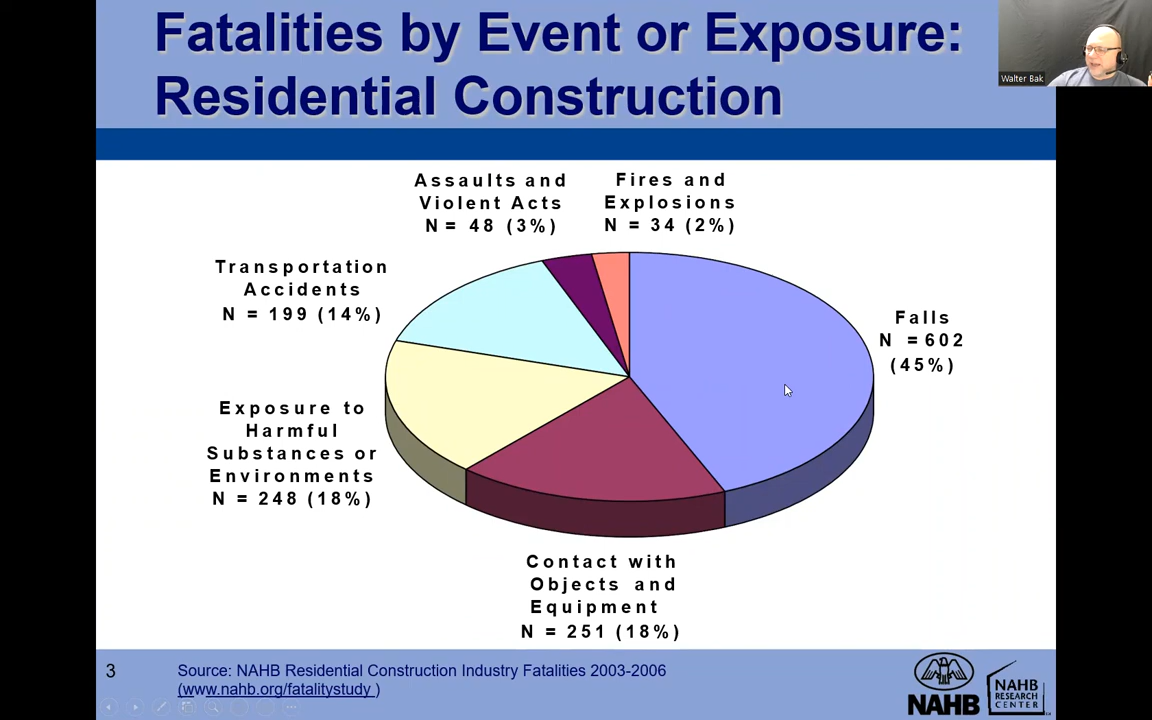 Fatalities by Event or Exposure:
Residential Construction
Walter Bak
Assaults and
Violent Acts
N = 48 (3%)
Fires and
Explosions
N = 34 (2%)
Transportation
Accidents
N = 199 (14%)
Falls
N = 602
(45%)
Exposure to
Harmful
Substances or
Environments
N = 248 (18%)
Contact with
Objects and
Equipment
N = 251 (18%)
3
Source: NAHB Residential Construction Industry Fatalities 2003-2006
(www.nahb.org/fatalitystudy )
NAHB
NAHB
RESEARCH
CENTER